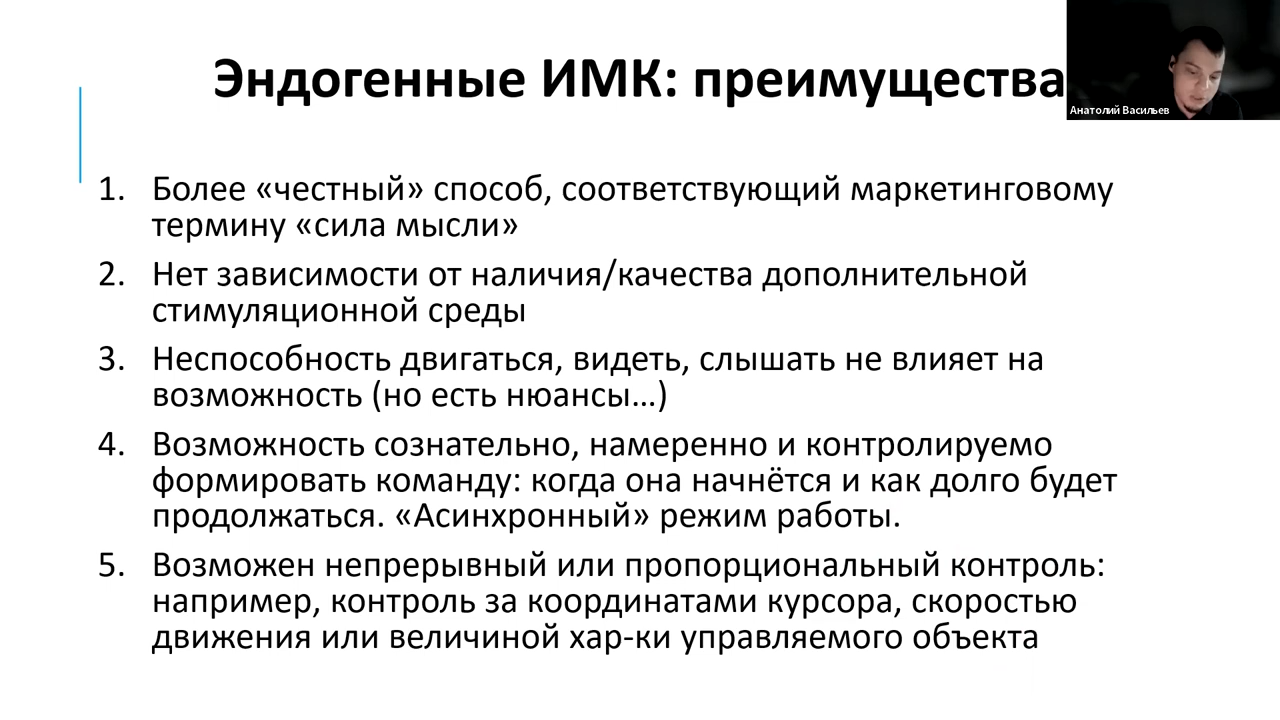 Эндогенные ИМК: преимущества
Анатолий Васильев
1. Более «честный» способ, соответствующий маркетинговому
термину «сила мысли»
2. Нет зависимости от наличия/качества дополнительной
стимуляционной среды
3. Неспособность двигаться, видеть, слышать не влияет на
возможность (но есть нюансы…)
4. Возможность сознательно, намеренно и контролируемо
формировать команду: когда она начнётся и как долго будет
продолжаться. «Асинхронный» режим работы.
5. Возможен непрерывный или пропорциональный контроль:
например, контроль за координатами курсора, скоростью
движения или величиной хар-ки управляемого объекта